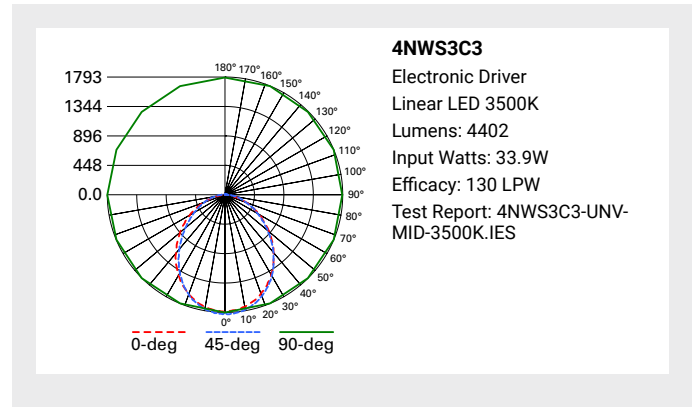 4NWS3C3
Electronic Driver
Linear LED 3500K
Lumens: 4402
Input Watts: 33.9W
Efficacy: 130 LPW
Test Report: 4NWS3C3-UNV-
MID-3500K.IES
1793
1344
896
448
0.0
180°
170°
160°
150°
140°
130°
120°
110°
100°
90°
80°
70°
60°
50°
40°
30°
20°
10°
0°
0-deg
45-deg
90-deg